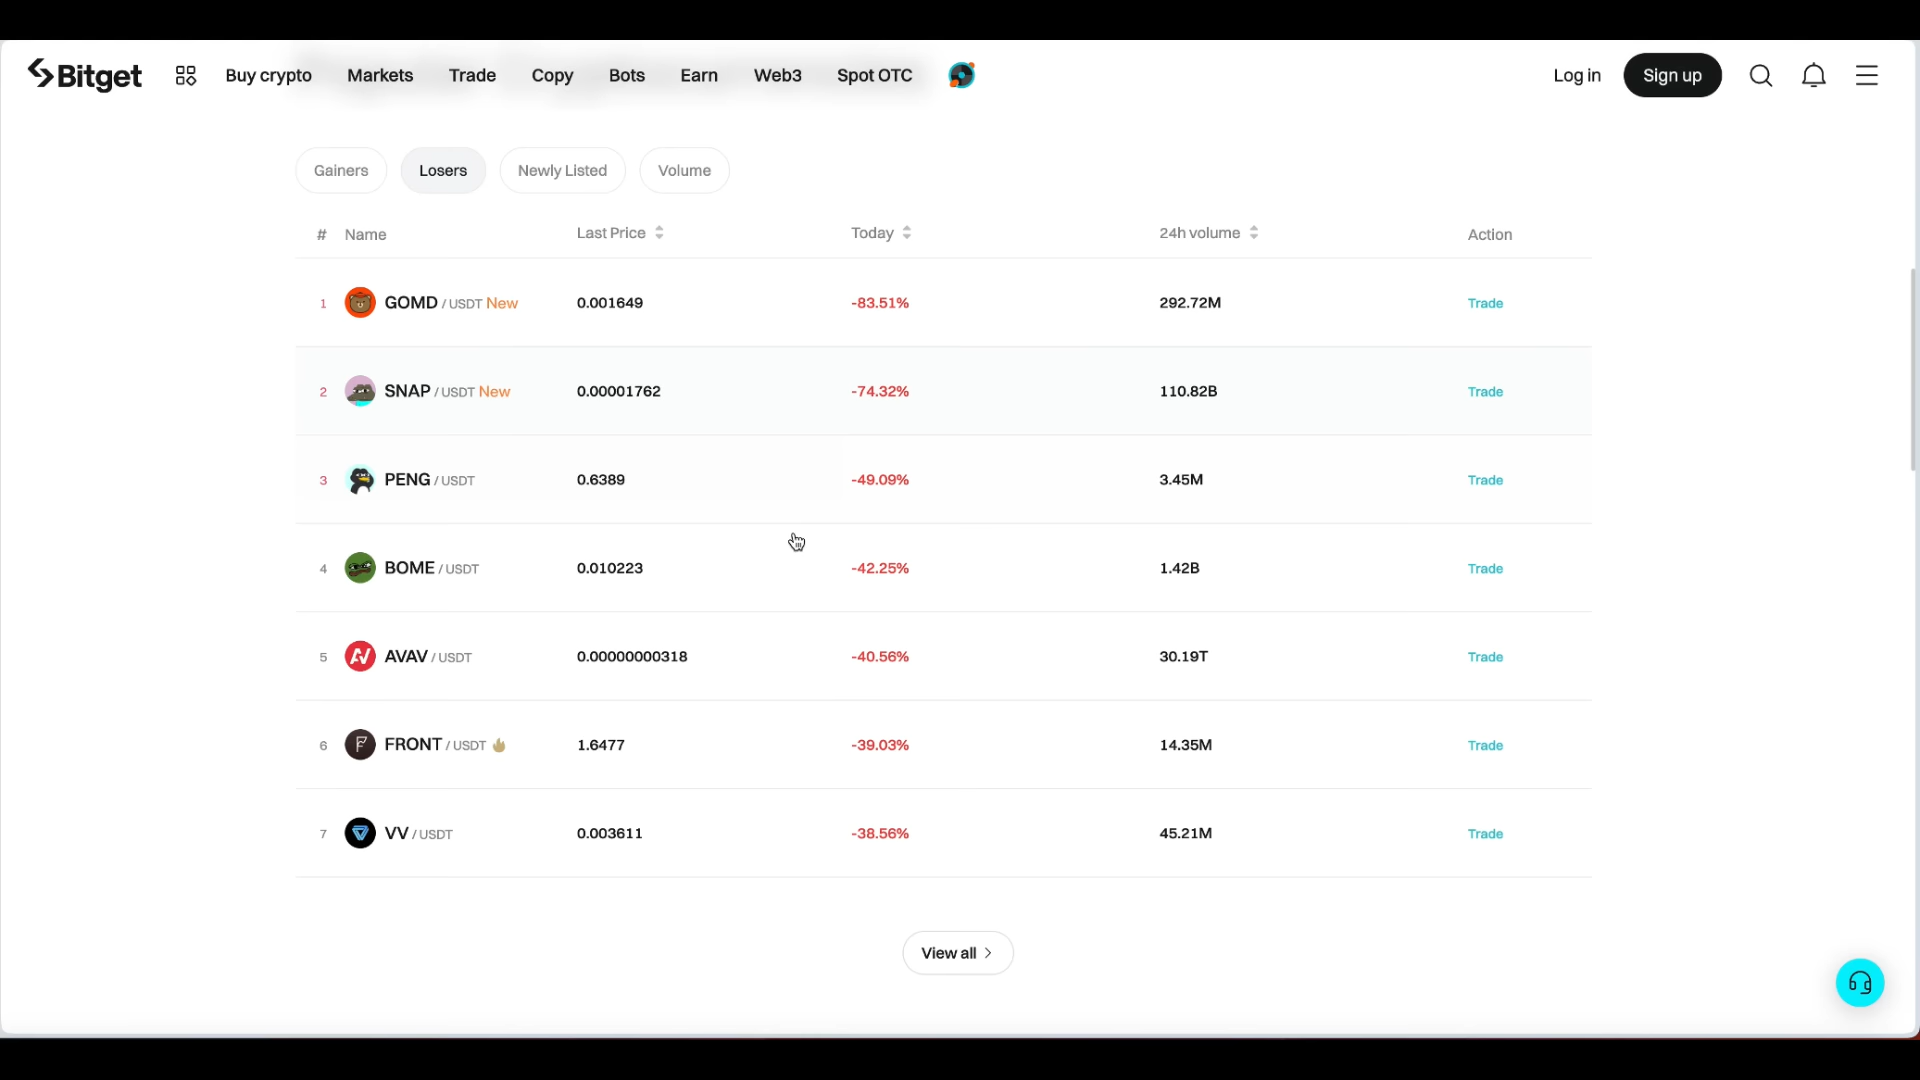 Bitget Buy crypto Markets Trade Copy Bots Earn Web3 Spot OTC Log in Sign up
Gainers Losers Newly Listed Volume
# Name Last Price Today 24h volume Action
1 GOMD / USDT New 0.001649 -83.51% 292.72M Trade
2 SNAP / USDT New 0.00001762 -74.32% 110.82B Trade
3 PENG / USDT 0.6389 -49.09% 3.45M Trade
4 BOME / USDT 0.010223 -42.25% 1.42B Trade
5 AVAV / USDT 0.00000000318 -40.56% 30.19T Trade
6 FRONT / USDT 1.6477 -39.03% 14.35M Trade
7 VV / USDT 0.003611 -38.56% 45.21M Trade
View all >